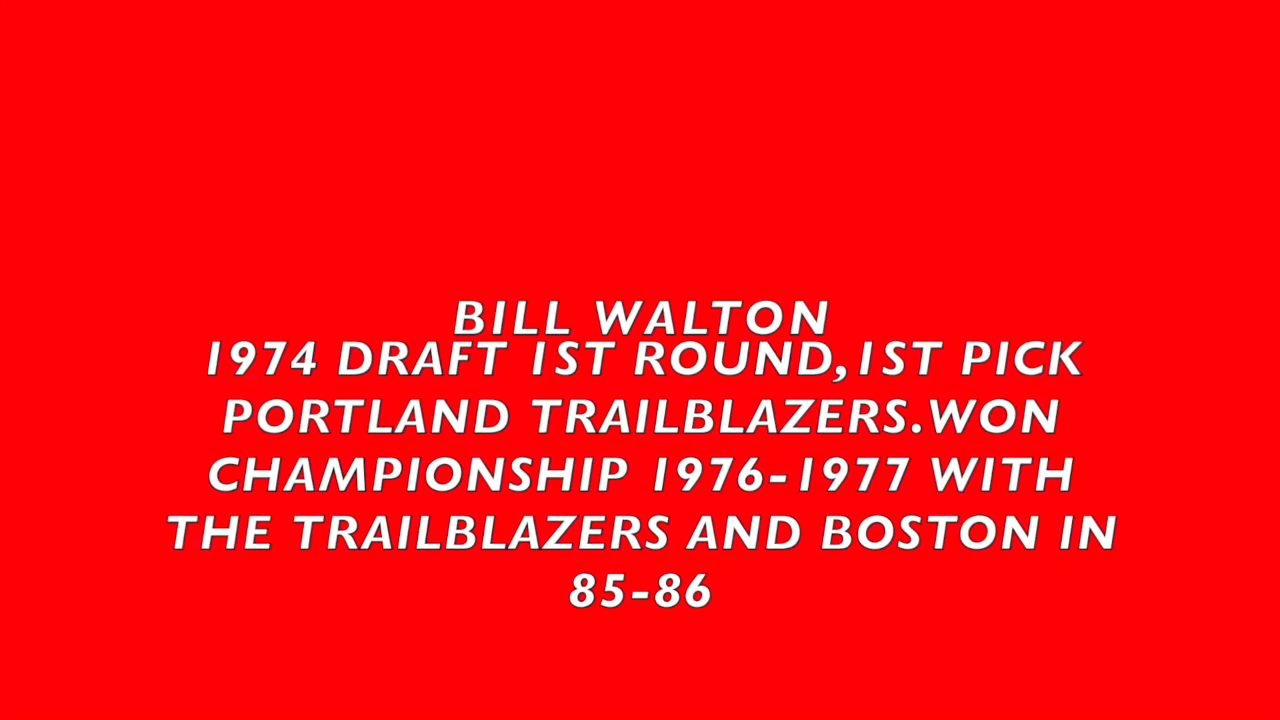 BILL WALTON
1974 DRAFT 1ST ROUND,1ST PICK
PORTLAND TRAILBLAZERS.WON
CHAMPIONSHIP 1976-1977 WITH
THE TRAILBLAZERS AND BOSTON IN
85-86